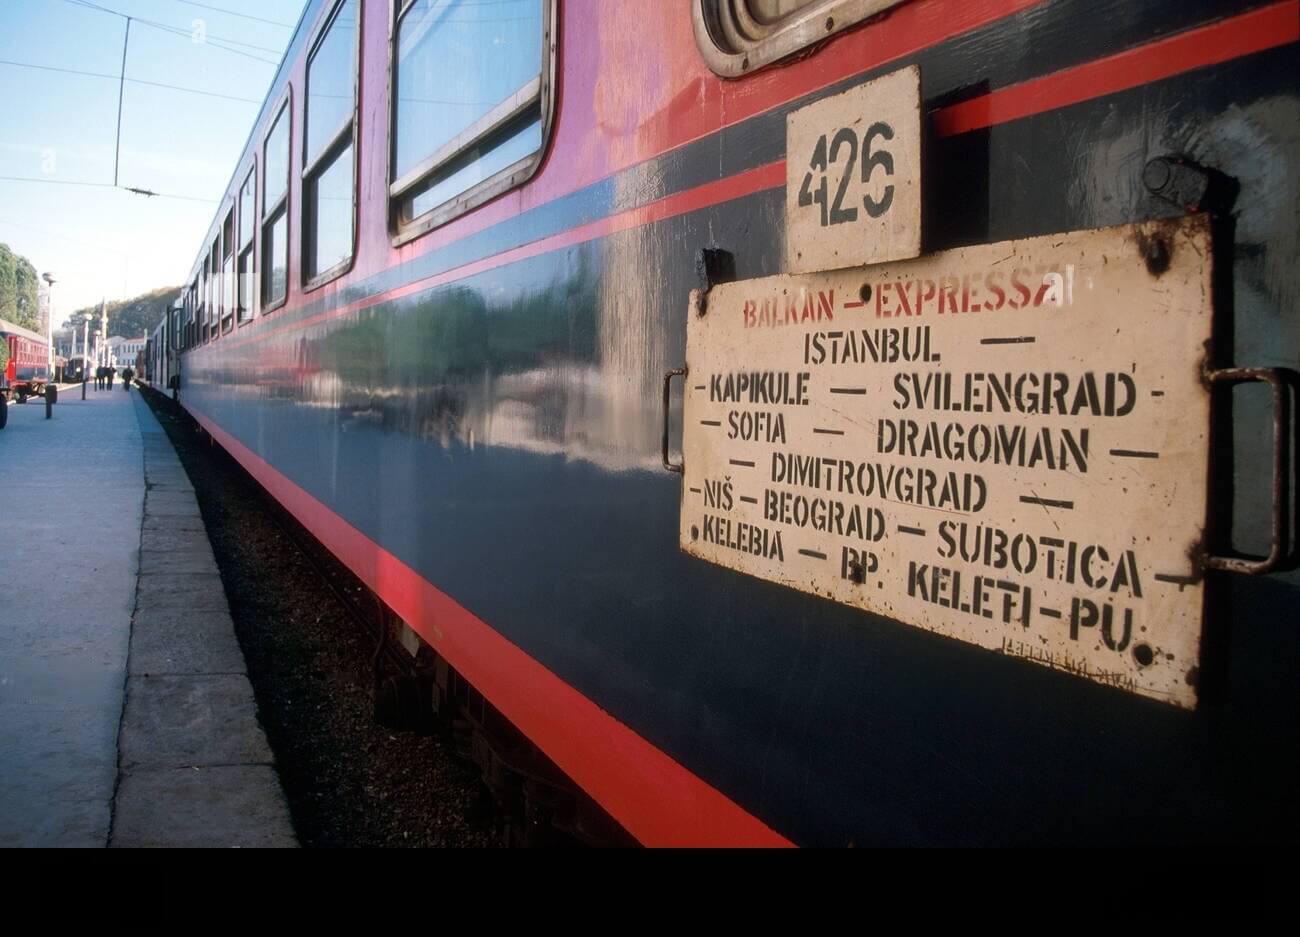 426
BALKAN – EXPRESSZ
ISTANBUL —
- KAPIKULE — SVILENGRAD -
— SOFIA — DRAGOMAN —
— DIMITROVGRAD —
- NIŠ – BEOGRAD – SUBOTICA –
KELEBIA — BP. KELETI – PU.